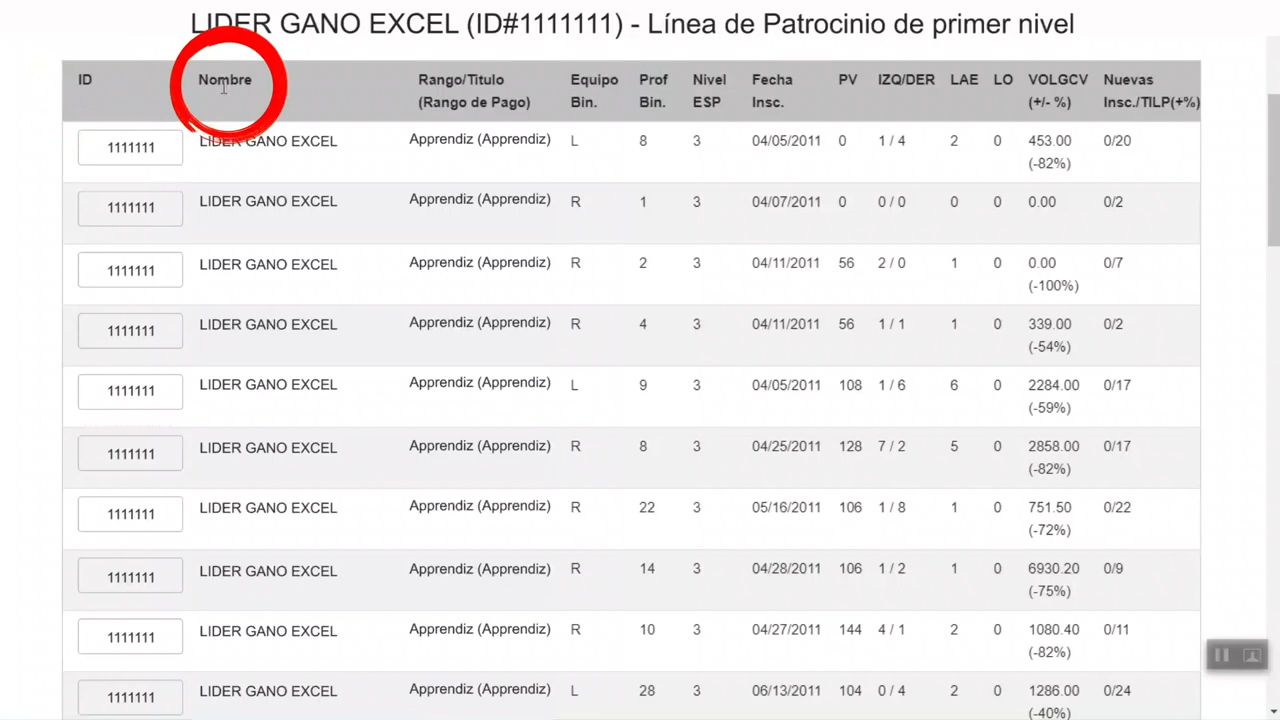 LIDER GANO EXCEL (ID#1111111) - Línea de Patrocinio de primer nivel
ID Nombre Rango/Titulo (Rango de Pago) Equipo Bin. Prof Bin. Nivel ESP Fecha Insc. PV IZQ/DER LAE LO VOLGCV (+/- %) Nuevas Insc./TILP(+%)
1111111 LIDER GANO EXCEL Apprendiz (Apprendiz) L 8 3 04/05/2011 0 1 / 4 2 0 453.00 (-82%) 0/20
1111111 LIDER GANO EXCEL Apprendiz (Apprendiz) R 1 3 04/07/2011 0 0 / 0 0 0 0.00 0/2
1111111 LIDER GANO EXCEL Apprendiz (Apprendiz) R 2 3 04/11/2011 56 2 / 0 1 0 0.00 (-100%) 0/7
1111111 LIDER GANO EXCEL Apprendiz (Apprendiz) R 4 3 04/11/2011 56 1 / 1 1 0 339.00 (-54%) 0/2
1111111 LIDER GANO EXCEL Apprendiz (Apprendiz) L 9 3 04/05/2011 108 1 / 6 6 0 2284.00 (-59%) 0/17
1111111 LIDER GANO EXCEL Apprendiz (Apprendiz) R 8 3 04/25/2011 128 7 / 2 5 0 2858.00 (-82%) 0/17
1111111 LIDER GANO EXCEL Apprendiz (Apprendiz) R 22 3 05/16/2011 106 1 / 8 1 0 751.50 (-72%) 0/22
1111111 LIDER GANO EXCEL Apprendiz (Apprendiz) R 14 3 04/28/2011 106 1 / 2 1 0 6930.20 (-75%) 0/9
1111111 LIDER GANO EXCEL Apprendiz (Apprendiz) R 10 3 04/27/2011 144 4 / 1 2 0 1080.40 (-82%) 0/11
1111111 LIDER GANO EXCEL Apprendiz (Apprendiz) L 28 3 06/13/2011 104 0 / 4 2 0 1286.00 (-40%) 0/24